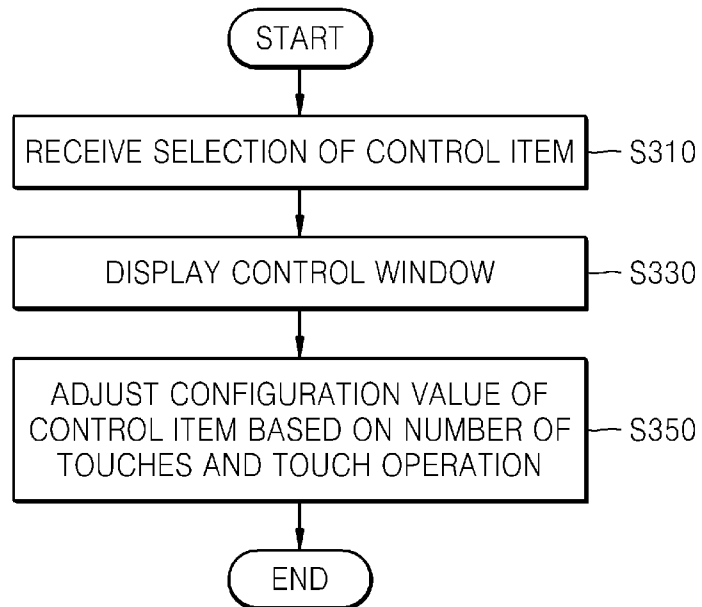 START
RECEIVE SELECTION OF CONTROL ITEM
S310
DISPLAY CONTROL WINDOW
S330
ADJUST CONFIGURATION VALUE OF
CONTROL ITEM BASED ON NUMBER OF
TOUCHES AND TOUCH OPERATION
S350
END